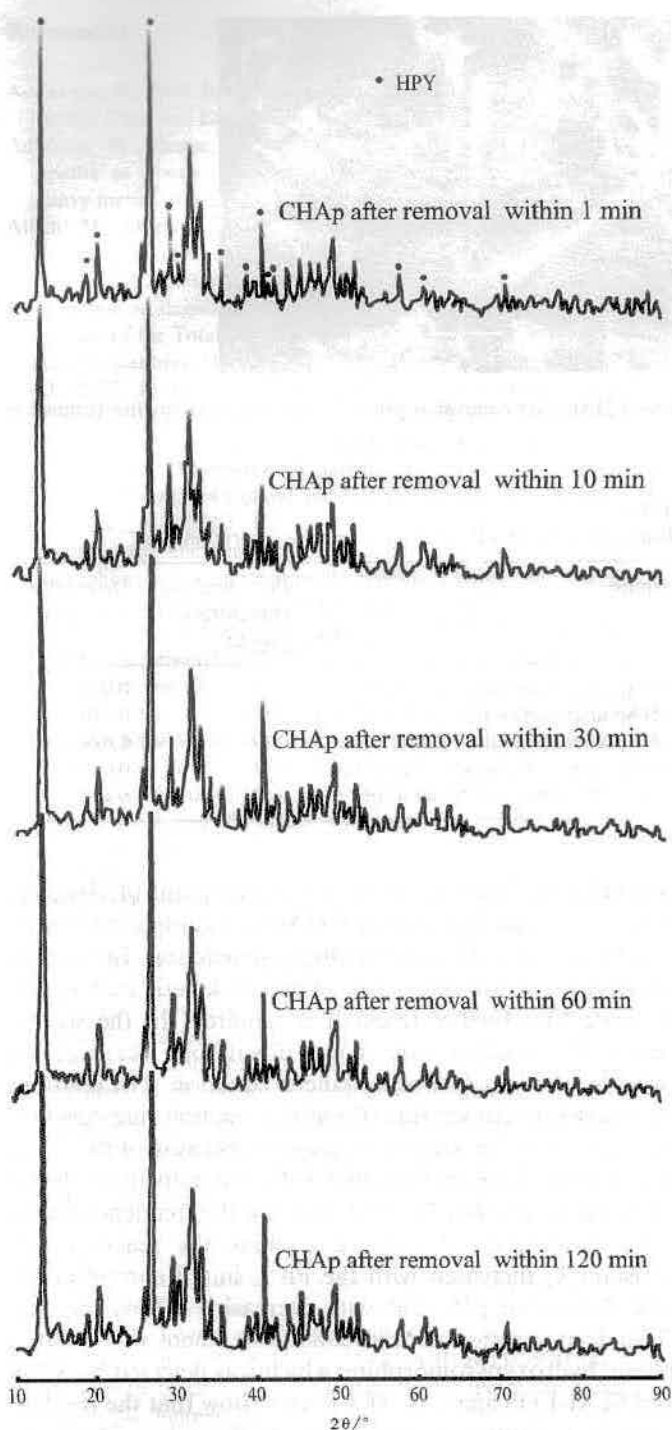 • HPY
CHAp after removal within 1 min
CHAp after removal within 10 min
CHAp after removal within 30 min
CHAp after removal within 60 min
CHAp after removal within 120 min
10 20 30 40 50 60 70 80 90
2θ/°